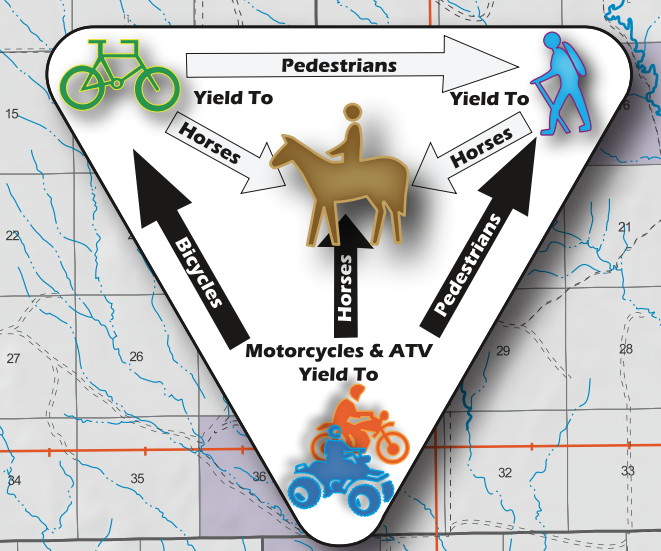 Pedestrians
Yield To
Yield To
Horses
Horses
Bicycles
Horses
Pedestrians
Motorcycles & ATV
Yield To
15
22
21
27
26
29
28
34
35
36
32
33